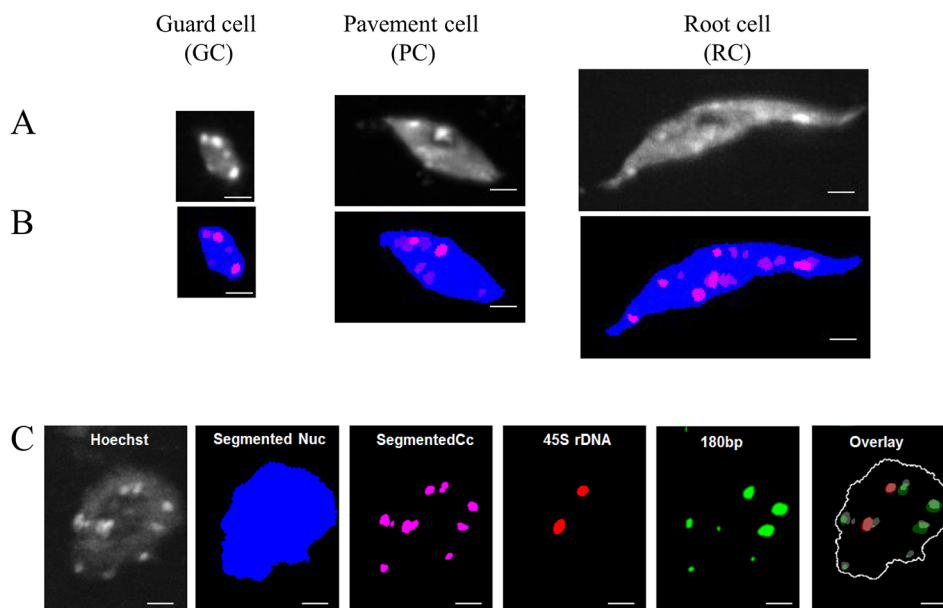 Guard cell
(GC)
Pavement cell
(PC)
Root cell
(RC)
A
B
C
Hoechst
Segmented Nuc
SegmentedCc
45S rDNA
180bp
Overlay